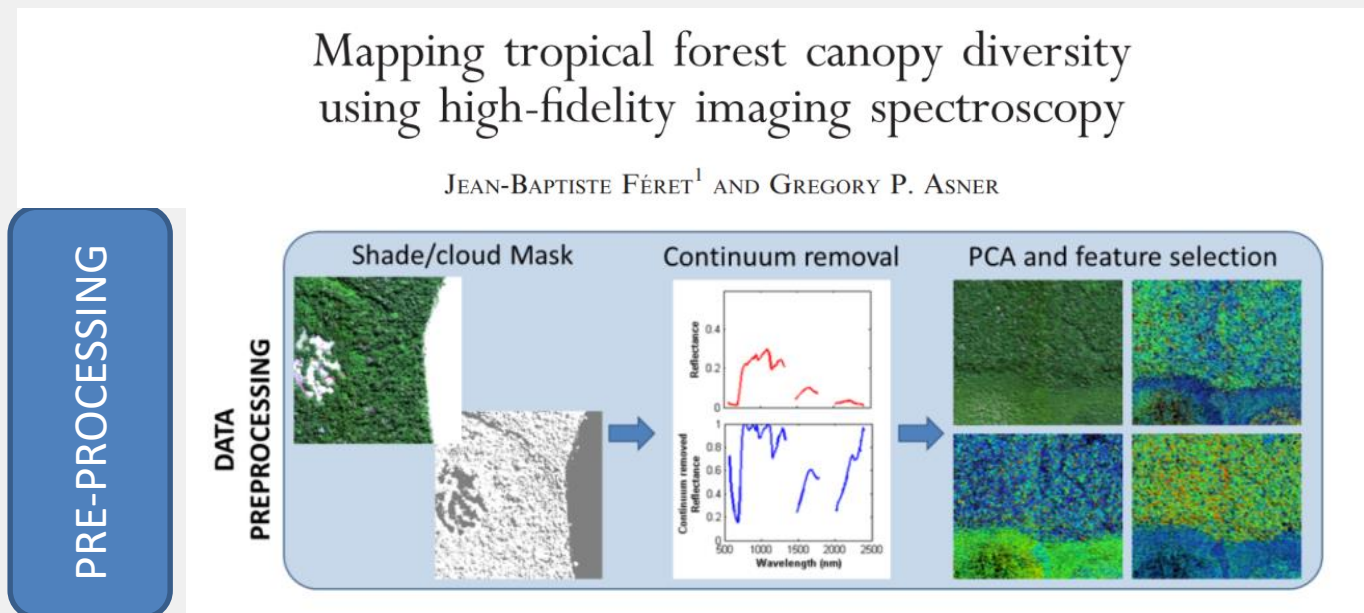 Mapping tropical forest canopy diversity
using high-fidelity imaging spectroscopy
JEAN-BAPTISTE FÉRET1 AND GREGORY P. ASNER
PRE-PROCESSING
DATA
PREPROCESSING
Shade/cloud Mask
Continuum removal
PCA and feature selection
Reflectance
0.4
0.2
0
Continuum removed
Reflectance
1
0.8
0.6
0.4
0.2
0
500 1000 1500 2000 2500
Wavelength (nm)